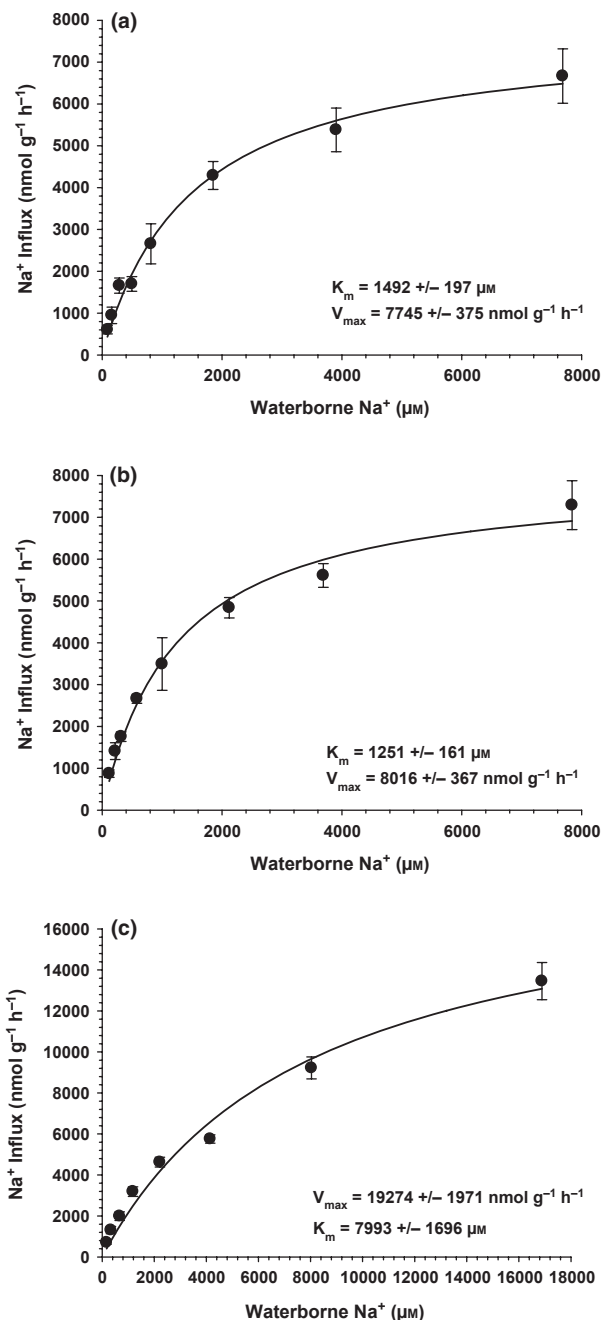 (a)
8000
7000
6000
5000
4000
3000
2000
1000
0
Na⁺ Influx (nmol g⁻¹ h⁻¹)
Kₘ = 1492 +/– 197 µM
Vₘₐₓ = 7745 +/– 375 nmol g⁻¹ h⁻¹
0 2000 4000 6000 8000
Waterborne Na⁺ (µM)
(b)
8000
7000
6000
5000
4000
3000
2000
1000
0
Na⁺ Influx (nmol g⁻¹ h⁻¹)
Kₘ = 1251 +/– 161 µM
Vₘₐₓ = 8016 +/– 367 nmol g⁻¹ h⁻¹
0 2000 4000 6000 8000
Waterborne Na⁺ (µM)
(c)
16000
14000
12000
10000
8000
6000
4000
2000
0
Na⁺ Influx (nmol g⁻¹ h⁻¹)
Vₘₐₓ = 19274 +/– 1971 nmol g⁻¹ h⁻¹
Kₘ = 7993 +/– 1696 µM
0 2000 4000 6000 8000 10000 12000 14000 16000 18000
Waterborne Na⁺ (µM)